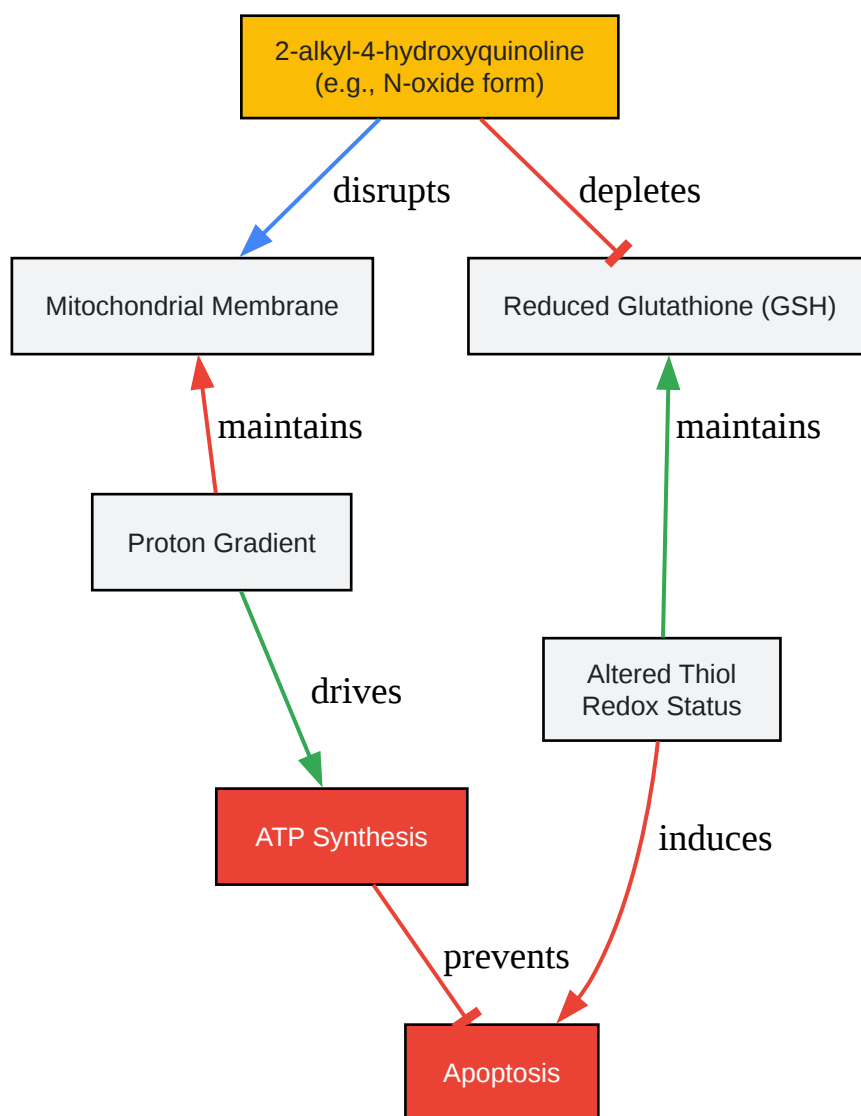 2-alkyl-4-hydroxyquinoline
(e.g., N-oxide form)
disrupts
depletes
Mitochondrial Membrane
Reduced Glutathione (GSH)
maintains
maintains
Proton Gradient
Altered Thiol
Redox Status
drives
ATP Synthesis
induces
prevents
Apoptosis